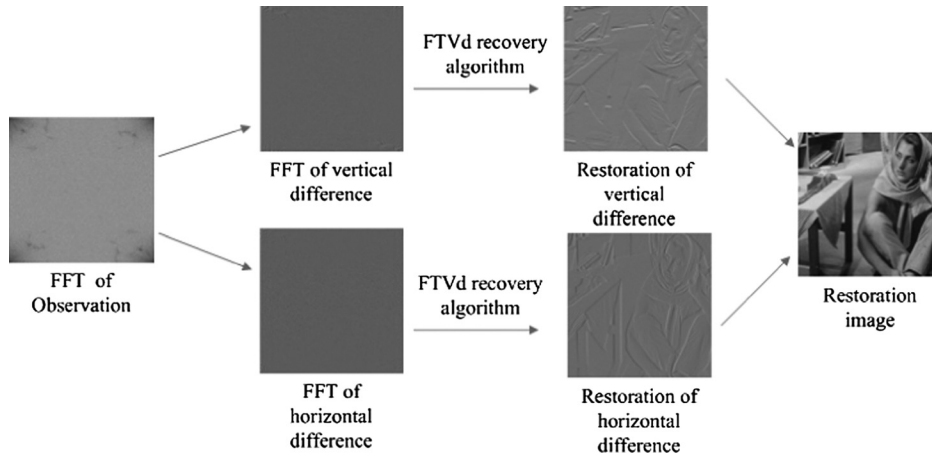 FTVd recovery
algorithm
FFT of vertical
difference
Restoration of
vertical
difference
FFT of
Observation
FTVd recovery
algorithm
Restoration
image
FFT of
horizontal
difference
Restoration of
horizontal
difference